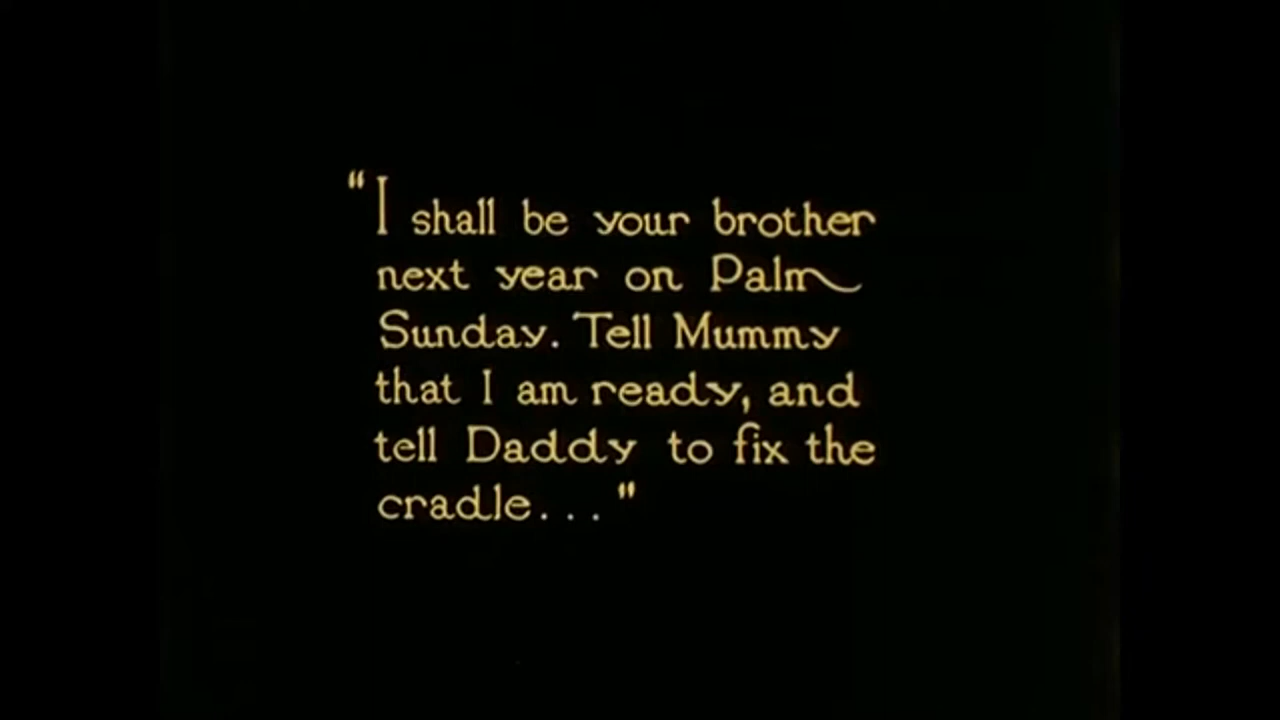 "I shall be your brother
next year on Palm
Sunday. Tell Mummy
that I am ready, and
tell Daddy to fix the
cradle..."